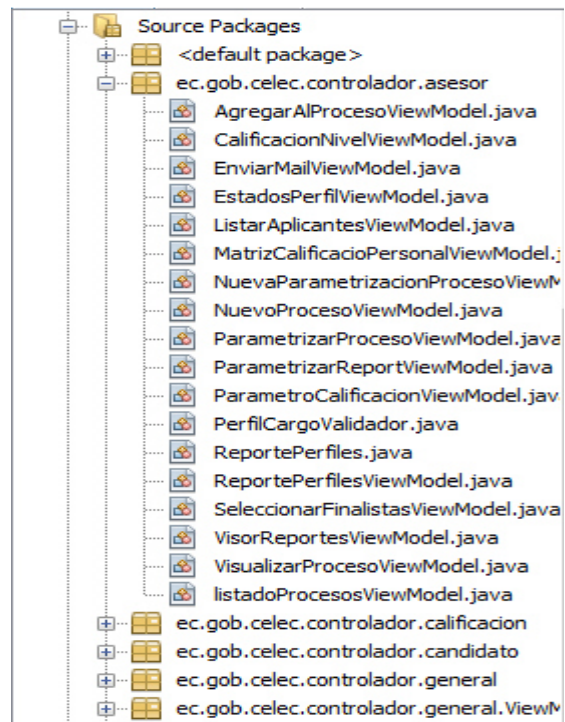 Source Packages
<default package>
ec.gob.celec.controlador.asesor
AgregarAlProcesoViewModel.java
CalificacionNivelViewModel.java
EnviarMailViewModel.java
EstadosPerfilViewModel.java
ListarAplicantesViewModel.java
MatrizCalificacioPersonalViewModel.j
NuevaParametrizacionProcesoViewM
NuevoProcesoViewModel.java
ParametrizarProcesoViewModel.java
ParametrizarReportViewModel.java
ParametroCalificacionViewModel.jav
PerfilCargoValidador.java
ReportePerfiles.java
ReportePerfilesViewModel.java
SeleccionarFinalistasViewModel.java
VisorReportesViewModel.java
VisualizarProcesoViewModel.java
listadoProcesosViewModel.java
ec.gob.celec.controlador.calificacion
ec.gob.celec.controlador.candidato
ec.gob.celec.controlador.general
ec.gob.celec.controlador.general.ViewM